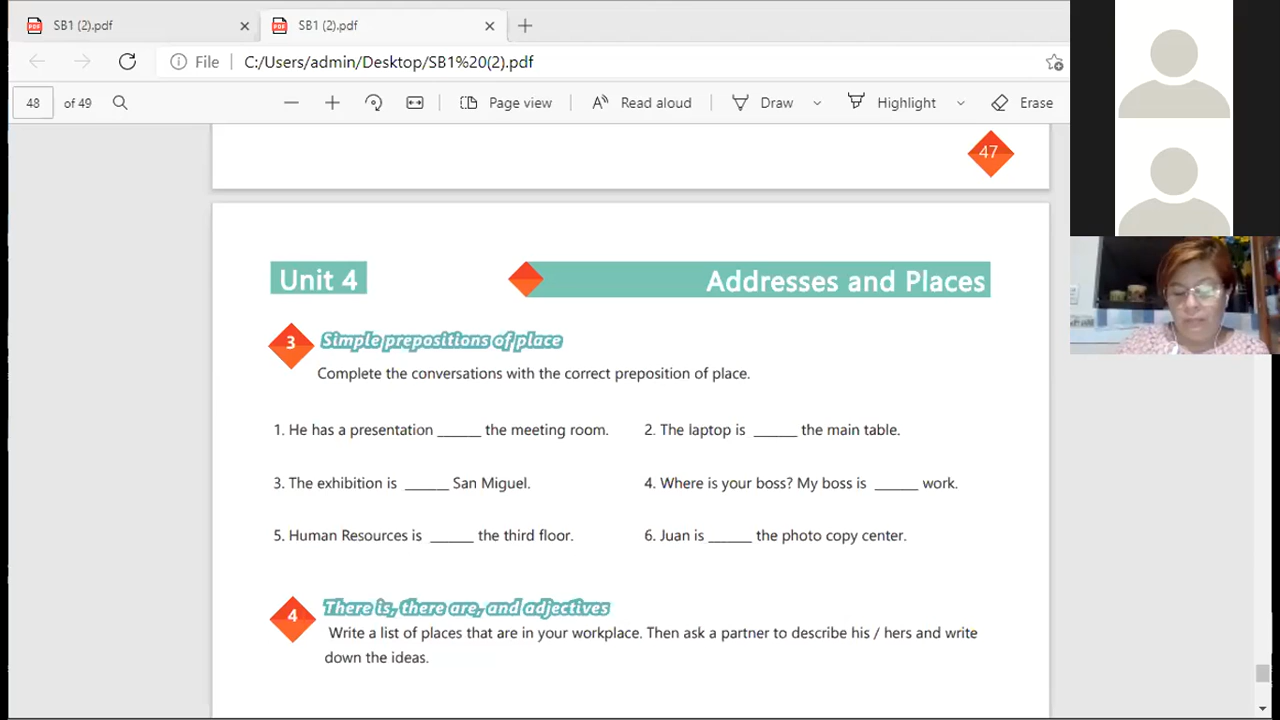 SB1 (2).pdf
SB1 (2).pdf
File C:/Users/admin/Desktop/SB1%20(2).pdf
48 of 49 Page view Read aloud Draw Highlight Erase
47
Unit 4 Addresses and Places
3 Simple prepositions of place
Complete the conversations with the correct preposition of place.
1. He has a presentation ______ the meeting room. 2. The laptop is ______ the main table.
3. The exhibition is ______ San Miguel. 4. Where is your boss? My boss is ______ work.
5. Human Resources is ______ the third floor. 6. Juan is ______ the photo copy center.
4 There is, there are, and adjectives
Write a list of places that are in your workplace. Then ask a partner to describe his / hers and write
down the ideas.